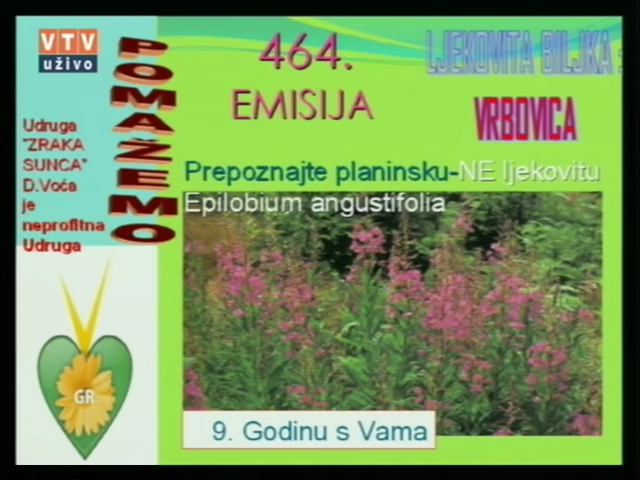 VTV
uživo
POMAŽEMO
464.
EMISIJA
LJEKOVITA BILJKA :
VRBOVICA
Udruga
"ZRAKA
SUNCA"
D.Voća
je
neprofitna
Udruga
Prepoznajte planinsku-NE ljekovitu
Epilobium angustifolia
GR
9. Godinu s Vama